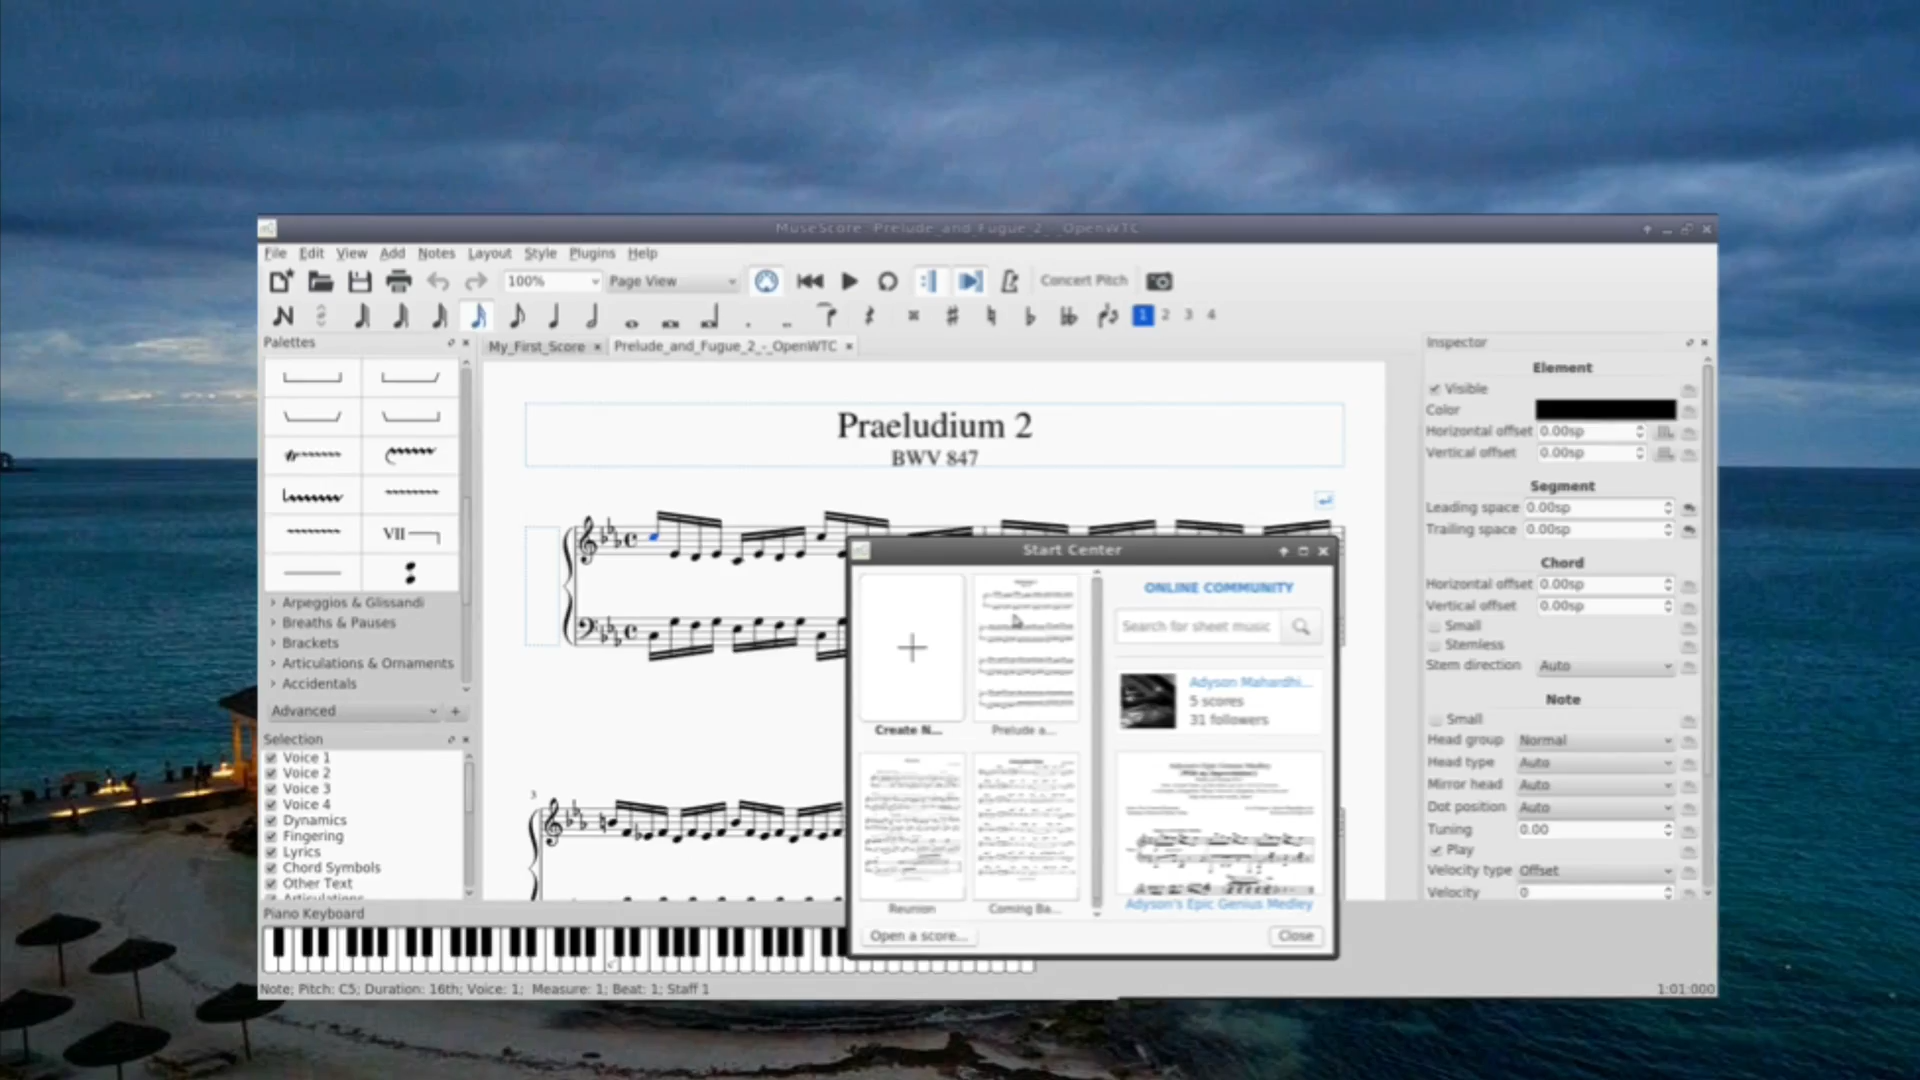 MuseScore: Prelude_and_Fugue_2_-_OpenWTC
File Edit View Add Notes Layout Style Plugins Help
100% Page View Concert Pitch
1 2 3 4
Palettes
My_First_Score Prelude_and_Fugue_2_-_OpenWTC
VII
Arpeggios & Glissandi
Breaths & Pauses
Brackets
Articulations & Ornaments
Accidentals
Advanced
Selection
Voice 1
Voice 2
Voice 3
Voice 4
Dynamics
Fingering
Lyrics
Chord Symbols
Other Text
Articulations
Praeludium 2
BWV 847
3
Start Center
Create N...
Prelude a...
Reunion
Coming Ba...
Open a score...
ONLINE COMMUNITY
Search for sheet music
Adyson Mahardhi...
5 scores
31 followers
Adyson's Epic Genius Medley
Adyson's Epic Genius Medley
Close
Inspector
Element
Visible
Color
Horizontal offset 0.00sp
Vertical offset 0.00sp
Segment
Leading space 0.00sp
Trailing space 0.00sp
Chord
Horizontal offset 0.00sp
Vertical offset 0.00sp
Small
Stemless
Stem direction Auto
Note
Small
Head group Normal
Head type Auto
Mirror head Auto
Dot position Auto
Tuning 0.00
Play
Velocity type Offset
Velocity 0
Piano Keyboard
Note; Pitch: C5; Duration: 16th; Voice: 1; Measure: 1; Beat: 1; Staff 1
1:01:000